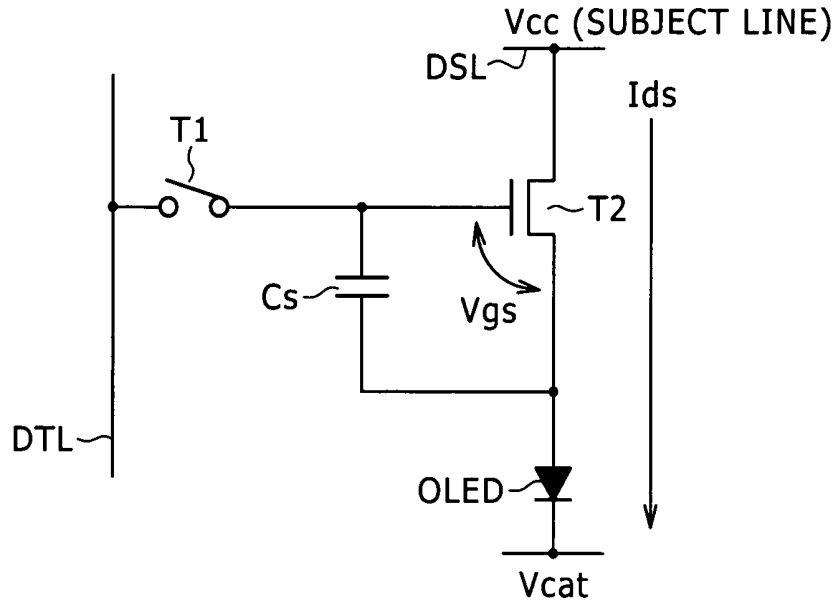 Vcc (SUBJECT LINE)
DSL
Ids
T1
T2
Cs
Vgs
DTL
OLED
Vcat